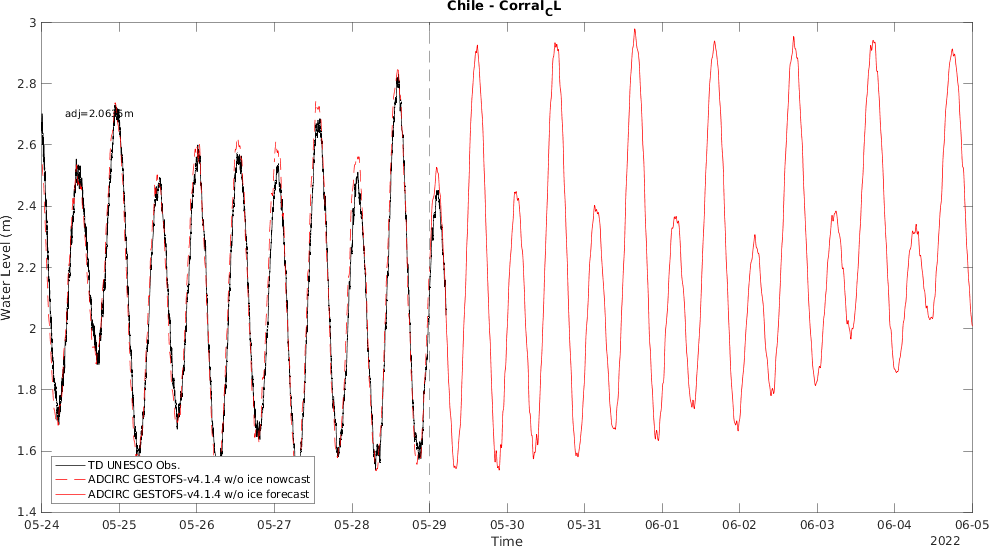 Chile - Corral_CL
3
2.8
2.6
2.4
2.2
2
1.8
1.6
1.4
Water Level (m)
adj=2.0635m
TD UNESCO Obs.
ADCIRC GESTOFS-v4.1.4 w/o ice nowcast
ADCIRC GESTOFS-v4.1.4 w/o ice forecast
05-24 05-25 05-26 05-27 05-28 05-29 05-30 05-31 06-01 06-02 06-03 06-04 06-05
Time
2022